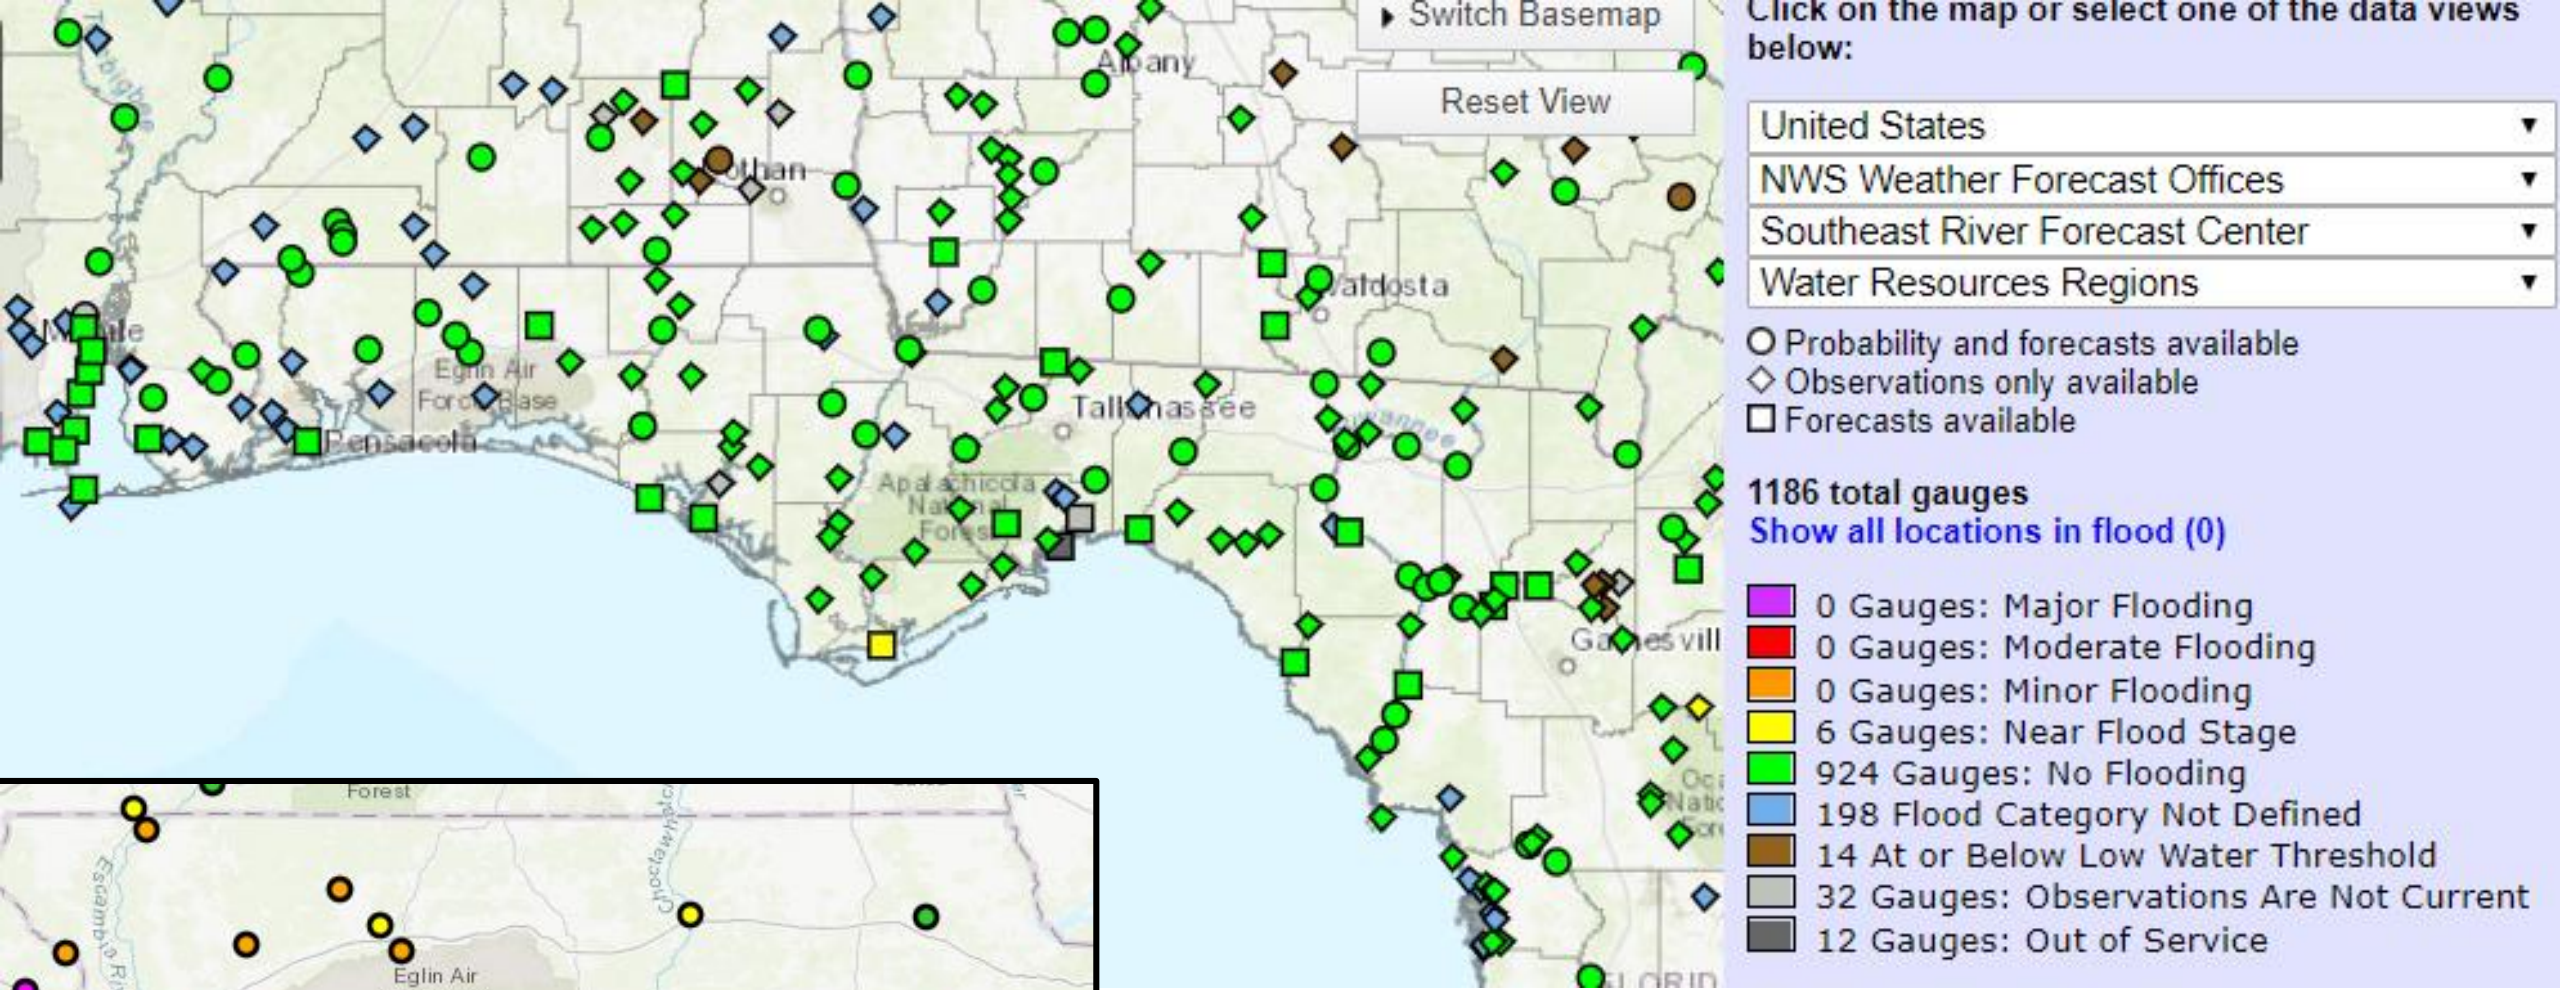 Click on the map or select one of the data views
below:
Switch Basemap
Reset View
United States
NWS Weather Forecast Offices
Southeast River Forecast Center
Water Resources Regions
Probability and forecasts available
Observations only available
Forecasts available
1186 total gauges
Show all locations in flood (0)
0 Gauges: Major Flooding
0 Gauges: Moderate Flooding
0 Gauges: Minor Flooding
6 Gauges: Near Flood Stage
924 Gauges: No Flooding
198 Flood Category Not Defined
14 At or Below Low Water Threshold
32 Gauges: Observations Are Not Current
12 Gauges: Out of Service
Albany
Valdosta
Eglin Air
Force Base
Tallahassee
Pensacola
Suwannee
Apalachicola
National
Forest
Forest
Eglin Air